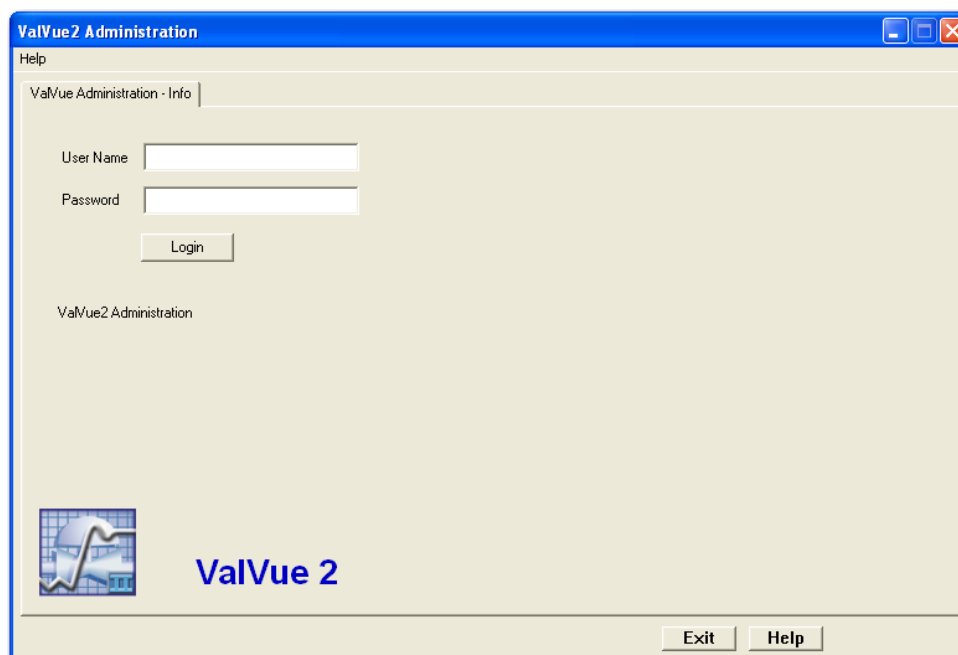 ValVue2 Administration
Help
ValVue Administration - Info
User Name
Password
Login
ValVue2 Administration
ValVue 2
Exit Help